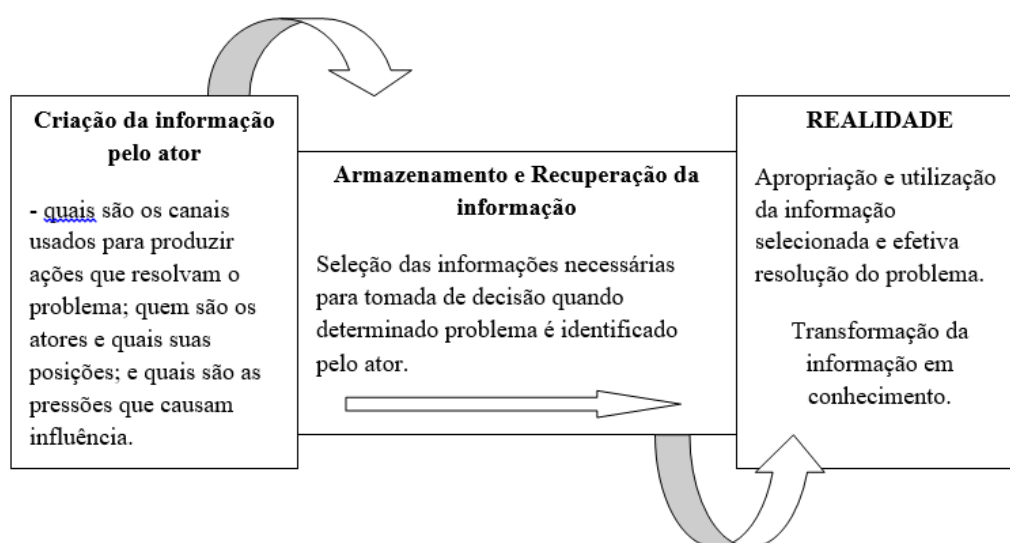 Criação da informação
pelo ator
- quais são os canais
usados para produzir
ações que resolvam o
problema; quem são os
atores e quais suas
posições; e quais são as
pressões que causam
influência.
Armazenamento e Recuperação da
informação
Seleção das informações necessárias
para tomada de decisão quando
determinado problema é identificado
pelo ator.
REALIDADE
Apropriação e utilização
da informação
selecionada e efetiva
resolução do problema.
Transformação da
informação em
conhecimento.